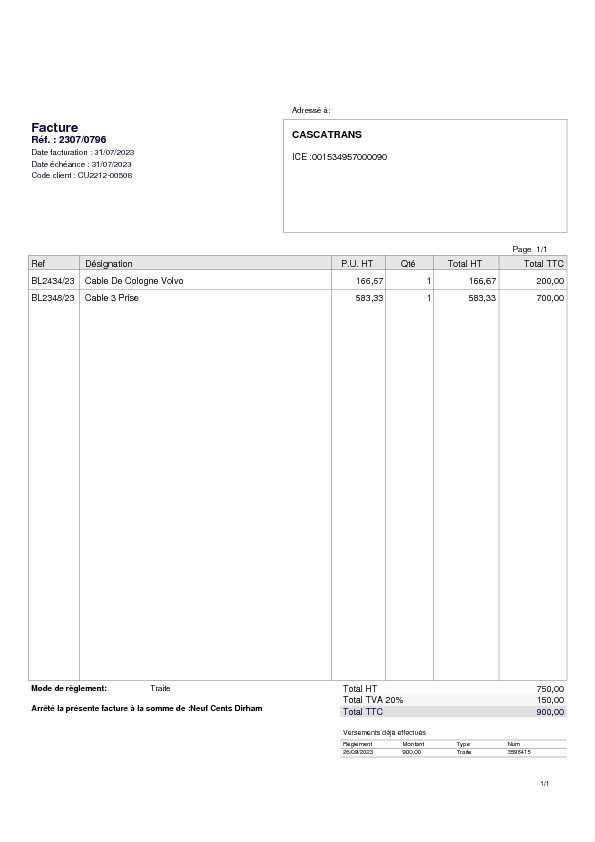 Adressé à:
Facture
Réf. : 2307/0796
Date facturation : 31/07/2023
Date échéance : 31/07/2023
Code client : CU2212-00508
CASCATRANS
ICE :001534957000090
Page 1/1
Ref Désignation P.U. HT Qté Total HT Total TTC
BL2434/23 Cable De Cologne Volvo 166,67 1 166,67 200,00
BL2348/23 Cable 3 Prise 583,33 1 583,33 700,00
Mode de règlement: Traite
Arrêté la présente facture à la somme de :Neuf Cents Dirham
Total HT 750,00
Total TVA 20% 150,00
Total TTC 900,00
Versements déjà effectués
Règlement Montant Type Num
26/09/2023 900,00 Traite 3596415
1/1